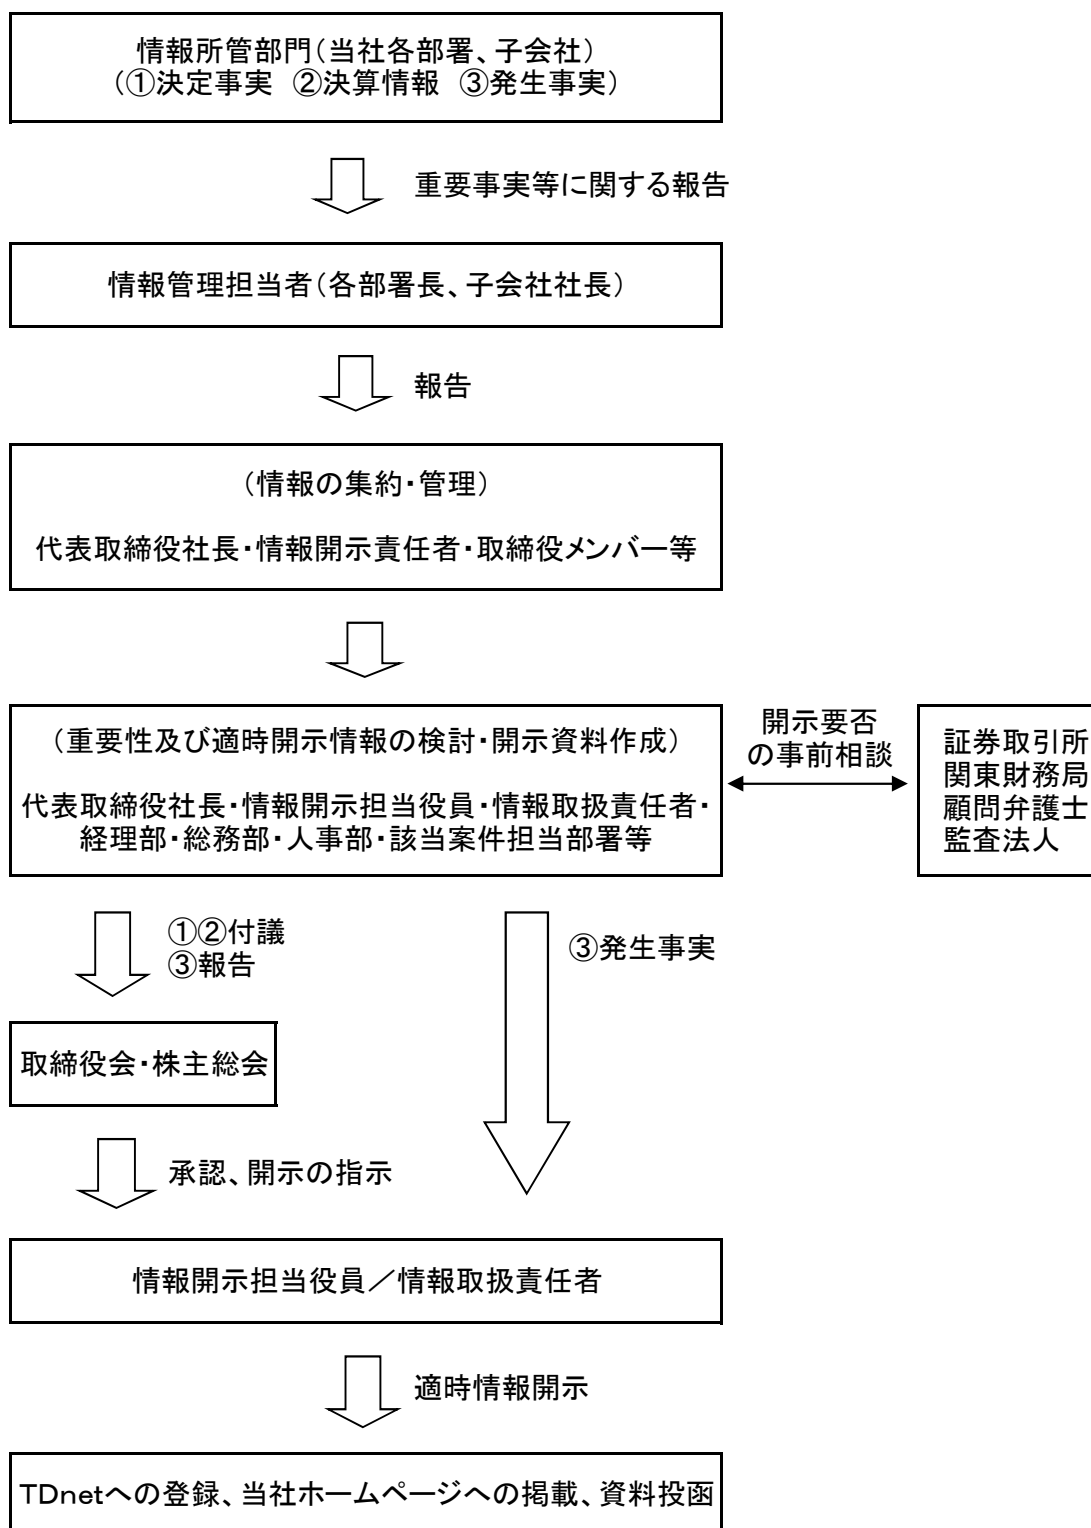 情報所管部門(当社各部署、子会社)
(①決定事実 ②決算情報 ③発生事実)
重要事実等に関する報告
情報管理担当者(各部署長、子会社社長)
報告
(情報の集約・管理)
代表取締役社長・情報開示責任者・取締役メンバー等
(重要性及び適時開示情報の検討・開示資料作成)
代表取締役社長・情報開示担当役員・情報取扱責任者・
経理部・総務部・人事部・該当案件担当部署等
開示要否
の事前相談
証券取引所
関東財務局
顧問弁護士
監査法人
①②付議
③報告
③発生事実
取締役会・株主総会
承認、開示の指示
情報開示担当役員/情報取扱責任者
適時情報開示
TDnetへの登録、当社ホームページへの掲載、資料投函